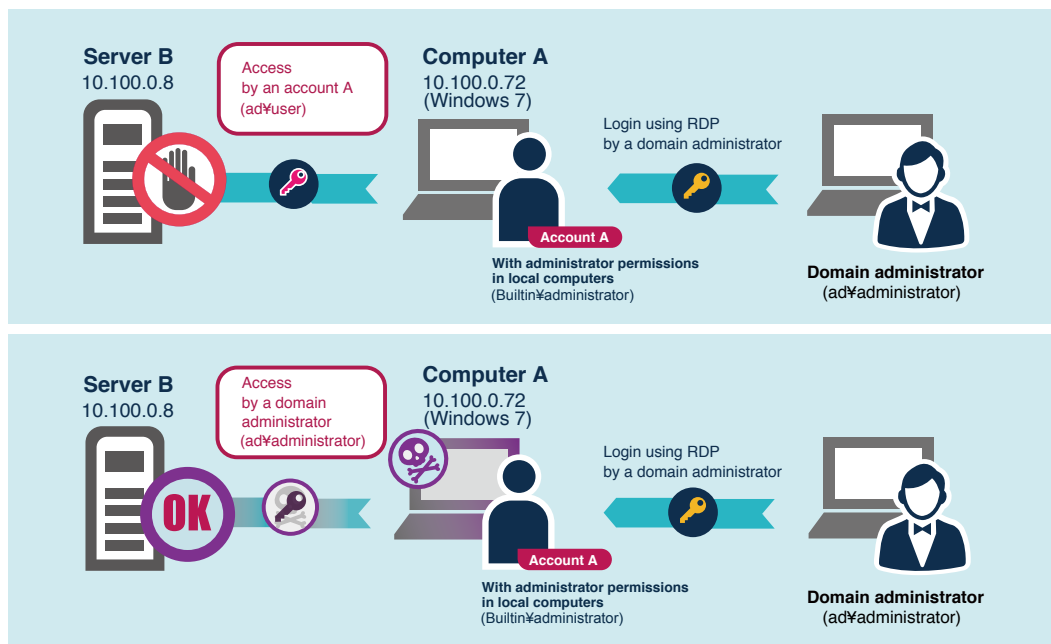 Server B
10.100.0.8
Access
by an account A
(ad¥user)
Computer A
10.100.0.72
(Windows 7)
Login using RDP
by a domain administrator
Account A
With administrator permissions
in local computers
(Builtin¥administrator)
Domain administrator
(ad¥administrator)
Server B
10.100.0.8
Access
by a domain
administrator
(ad¥administrator)
Computer A
10.100.0.72
(Windows 7)
Login using RDP
by a domain administrator
OK
Account A
With administrator permissions
in local computers
(Builtin¥administrator)
Domain administrator
(ad¥administrator)